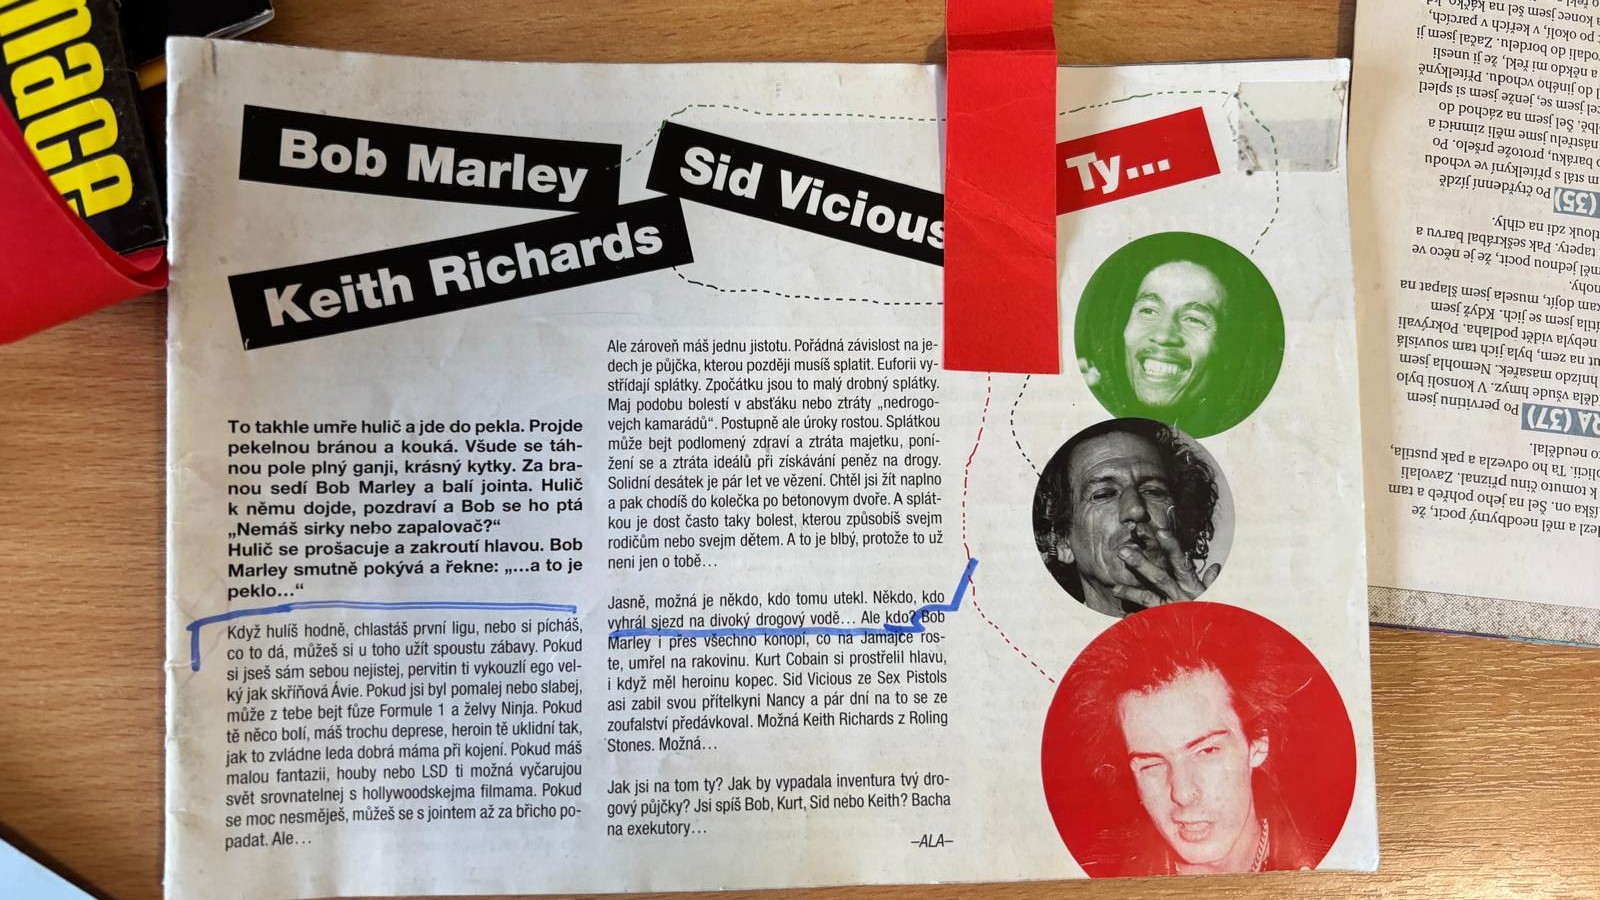 mace
Bob Marley
Sid Vicious
Ty...
Keith Richards
To takhle umře hulič a jde do pekla. Projde
pekelnou bránou a kouká. Všude se táh-
nou pole plný ganji, krásný kytky. Za bra-
nou sedí Bob Marley a balí jointa. Hulič
k němu dojde, pozdraví a Bob se ho ptá
„Nemáš sirky nebo zapalovač?“
Hulič se prošacuje a zakroutí hlavou. Bob
Marley smutně pokývá a řekne: „...a to je
peklo...“
Když hulíš hodně, chlastáš první ligu, nebo si pícháš,
co to dá, můžeš si u toho užít spoustu zábavy. Pokud
si jseš sám sebou nejistej, pervitin ti vykouzlí ego vel-
ký jak skříňová Ávie. Pokud jsi byl pomalej nebo slabej,
může z tebe bejt fůze Formule 1 a želvy Ninja. Pokud
tě něco bolí, máš trochu deprese, heroin tě uklidní tak,
jak to zvládne leda dobrá máma při kojení. Pokud máš
malou fantazii, houby nebo LSD ti možná vyčarujou
svět srovnatelnej s hollywoodskejma filmama. Pokud
se moc nesměješ, můžeš se s jointem až za břicho po-
padat. Ale...
Ale zároveň máš jednu jistotu. Pořádná závislost na je-
dech je půjčka, kterou později musíš splatit. Euforii vy-
střídají splátky. Zpočátku jsou to malý drobný splátky.
Maj podobu bolestí v absťáku nebo ztráty „nedrogo-
vejch kamarádů“. Postupně ale úroky rostou. Splátkou
může bejt podlomený zdraví a ztráta majetku, poní-
žení se a ztráta ideálů při získávání peněz na drogy.
Solidní desátek je pár let ve vězení. Chtěl jsi žít naplno
a pak chodíš do kolečka po betonovym dvoře. A splát-
kou je dost často taky bolest, kterou způsobíš svejm
rodičům nebo svejm dětem. A to je blbý, protože to už
neni jen o tobě...
Jasně, možná je někdo, kdo tomu utekl. Někdo, kdo
vyhrál sjezd na divoký drogový vodě... Ale kdo? Bob
Marley i přes všechno konopí, co na Jamajce ros-
te, umřel na rakovinu. Kurt Cobain si prostřelil hlavu,
i když měl heroinu kopec. Sid Vicious ze Sex Pistols
asi zabil svou přítelkyni Nancy a pár dní na to se ze
zoufalství předávkoval. Možná Keith Richards z Roling
Stones. Možná...
Jak jsi na tom ty? Jak by vypadala inventura tvý dro-
gový půjčky? Jsi spíš Bob, Kurt, Sid nebo Keith? Bacha
na exekutory...
–ALA–